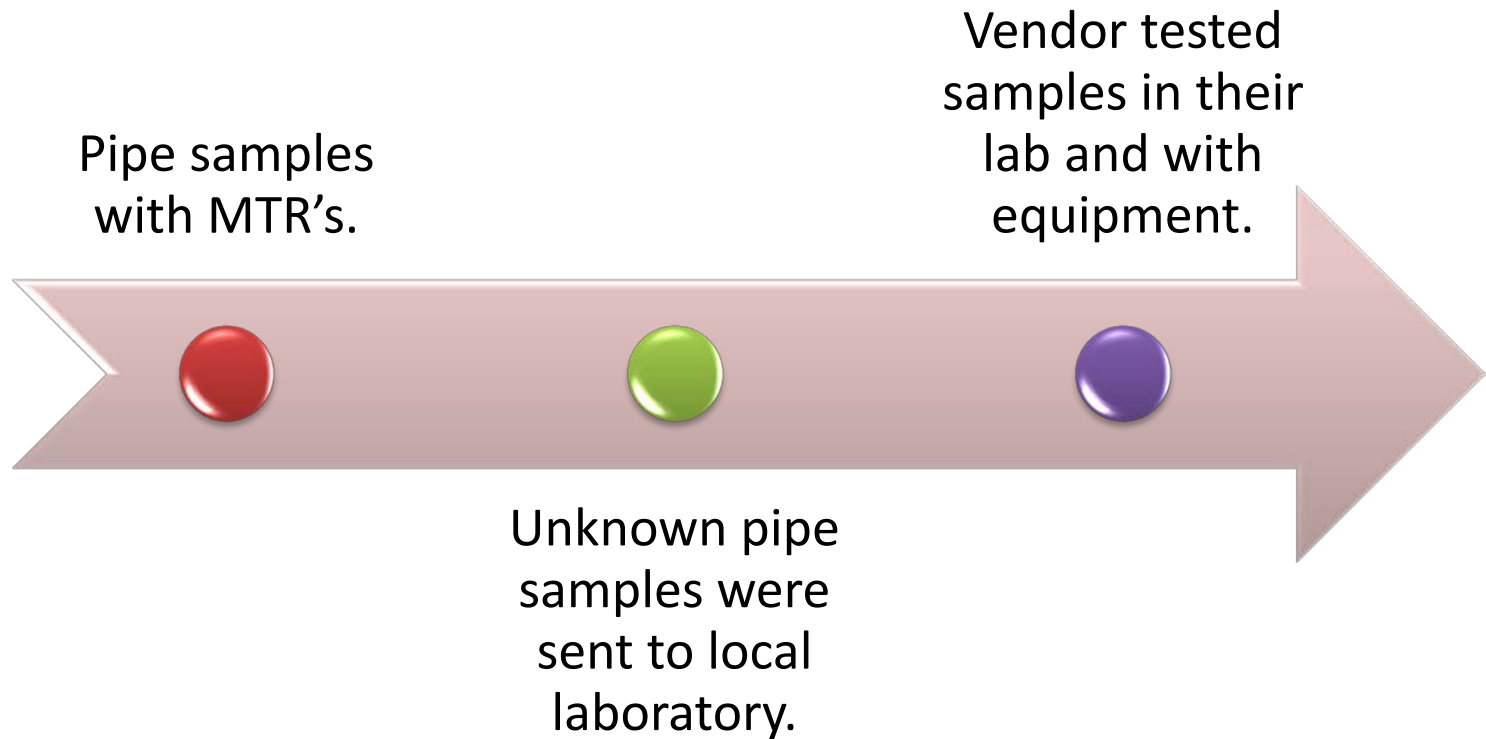 Pipe samples
with MTR’s.
Unknown pipe
samples were
sent to local
laboratory.
Vendor tested
samples in their
lab and with
equipment.